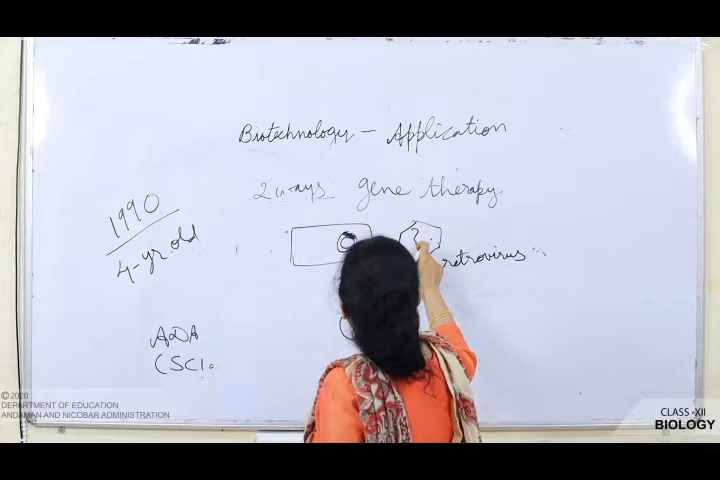 Biotechnology - Application
2 ways gene therapy
1990
4-yr old
retrovirus
ADA
(SCI
©2020
DEPARTMENT OF EDUCATION
ANDAMAN AND NICOBAR ADMINISTRATION
CLASS -XII
BIOLOGY